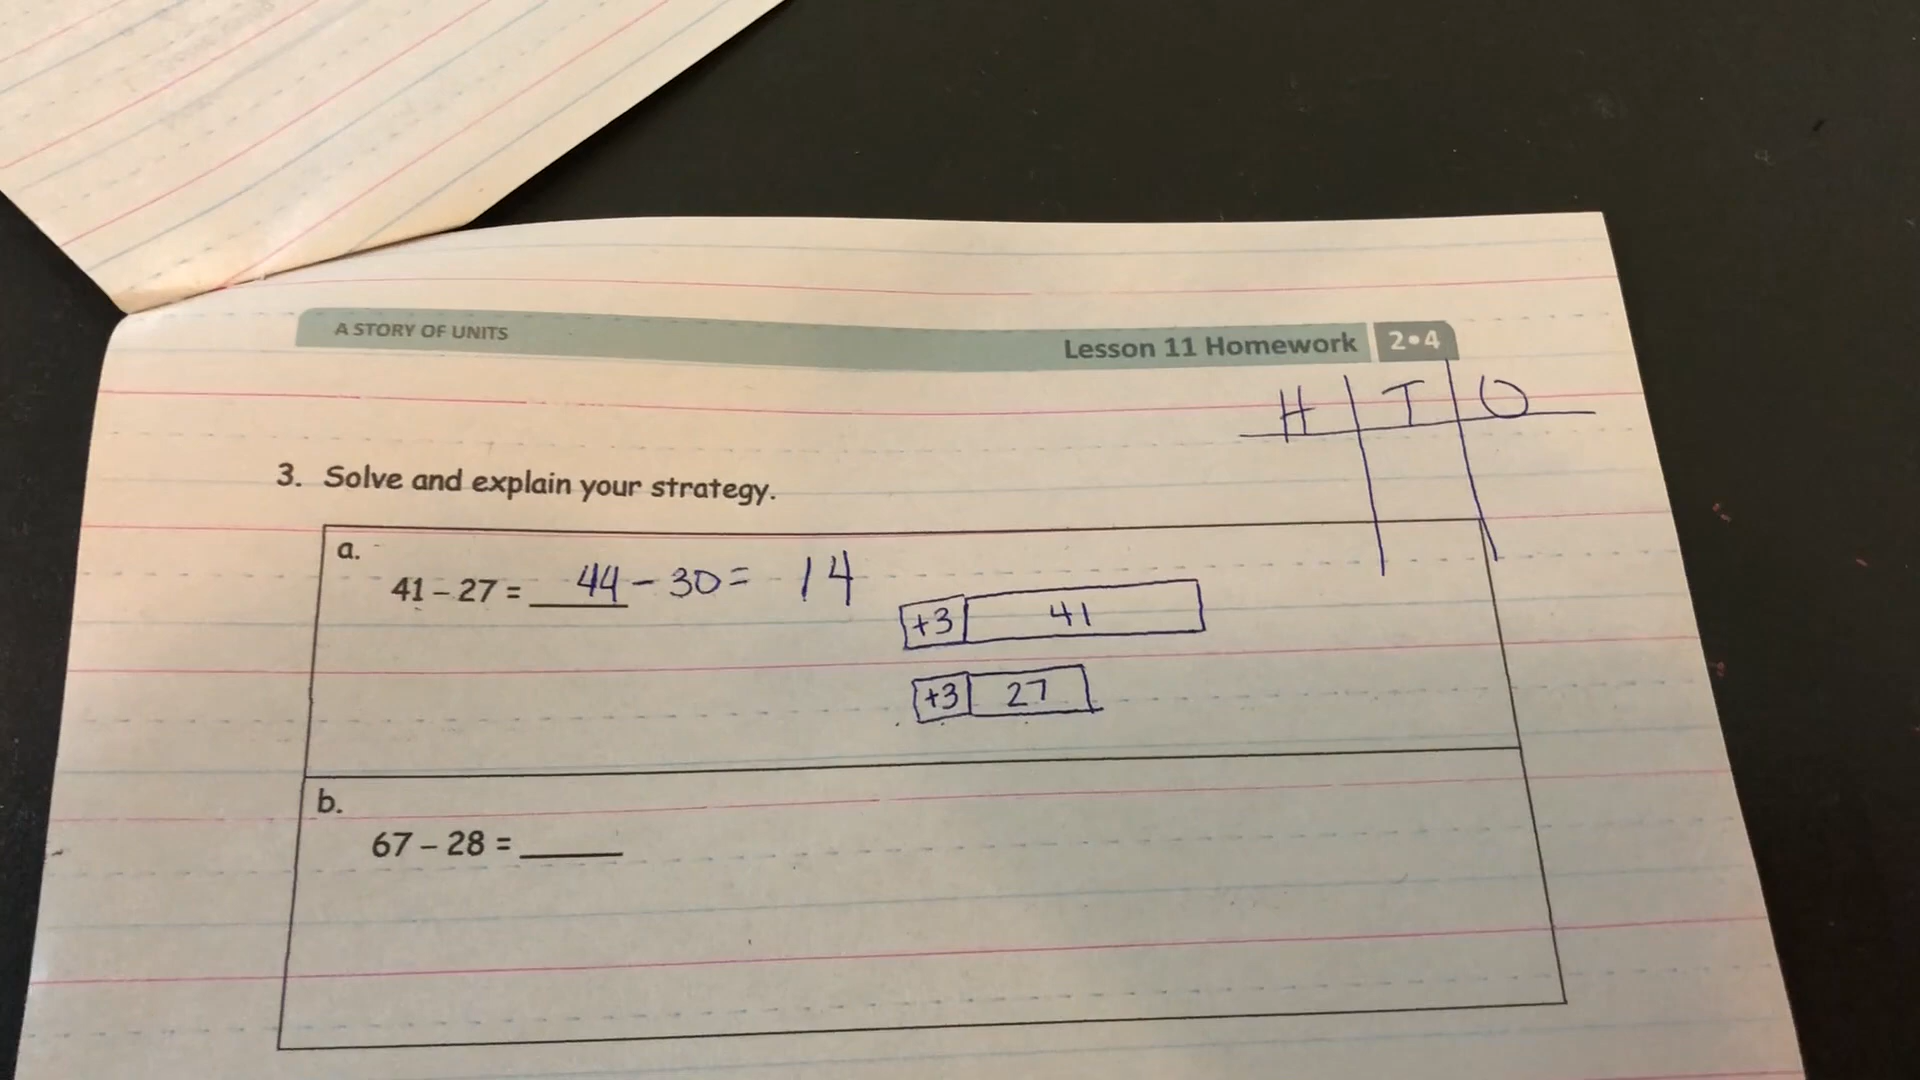 A STORY OF UNITS
Lesson 11 Homework 2•4
H T O
3. Solve and explain your strategy.
a.
41 – 27 = 44 - 30 = 14
+3 41
+3 27
b.
67 – 28 = _____